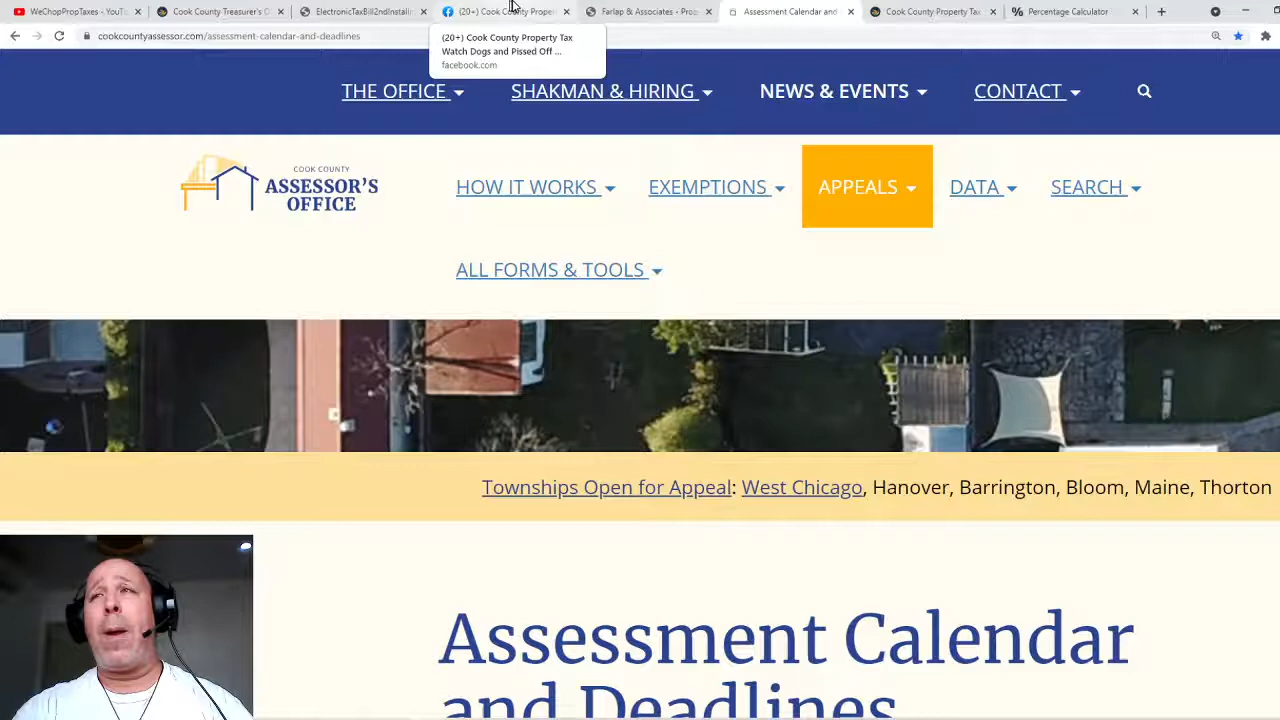 WeChopPropTaxes - YouTu
Cook County Treasurer's O
ElectronicTaxBill2ndInstallm
(20+) Cook County Proper
Farlap & Associates - Prop
Assessment Calendar and
Cook County Property Tax
Percentage Calculator
cookcountyassessor.com/assessment-calendar-and-deadlines
(20+) Cook County Property Tax
Watch Dogs and Pissed Off ...
facebook.com
THE OFFICE
SHAKMAN & HIRING
NEWS & EVENTS
CONTACT
COOK COUNTY
ASSESSOR'S
OFFICE
HOW IT WORKS
EXEMPTIONS
APPEALS
DATA
SEARCH
ALL FORMS & TOOLS
Townships Open for Appeal: West Chicago, Hanover, Barrington, Bloom, Maine, Thorton
Assessment Calendar
and Deadlines